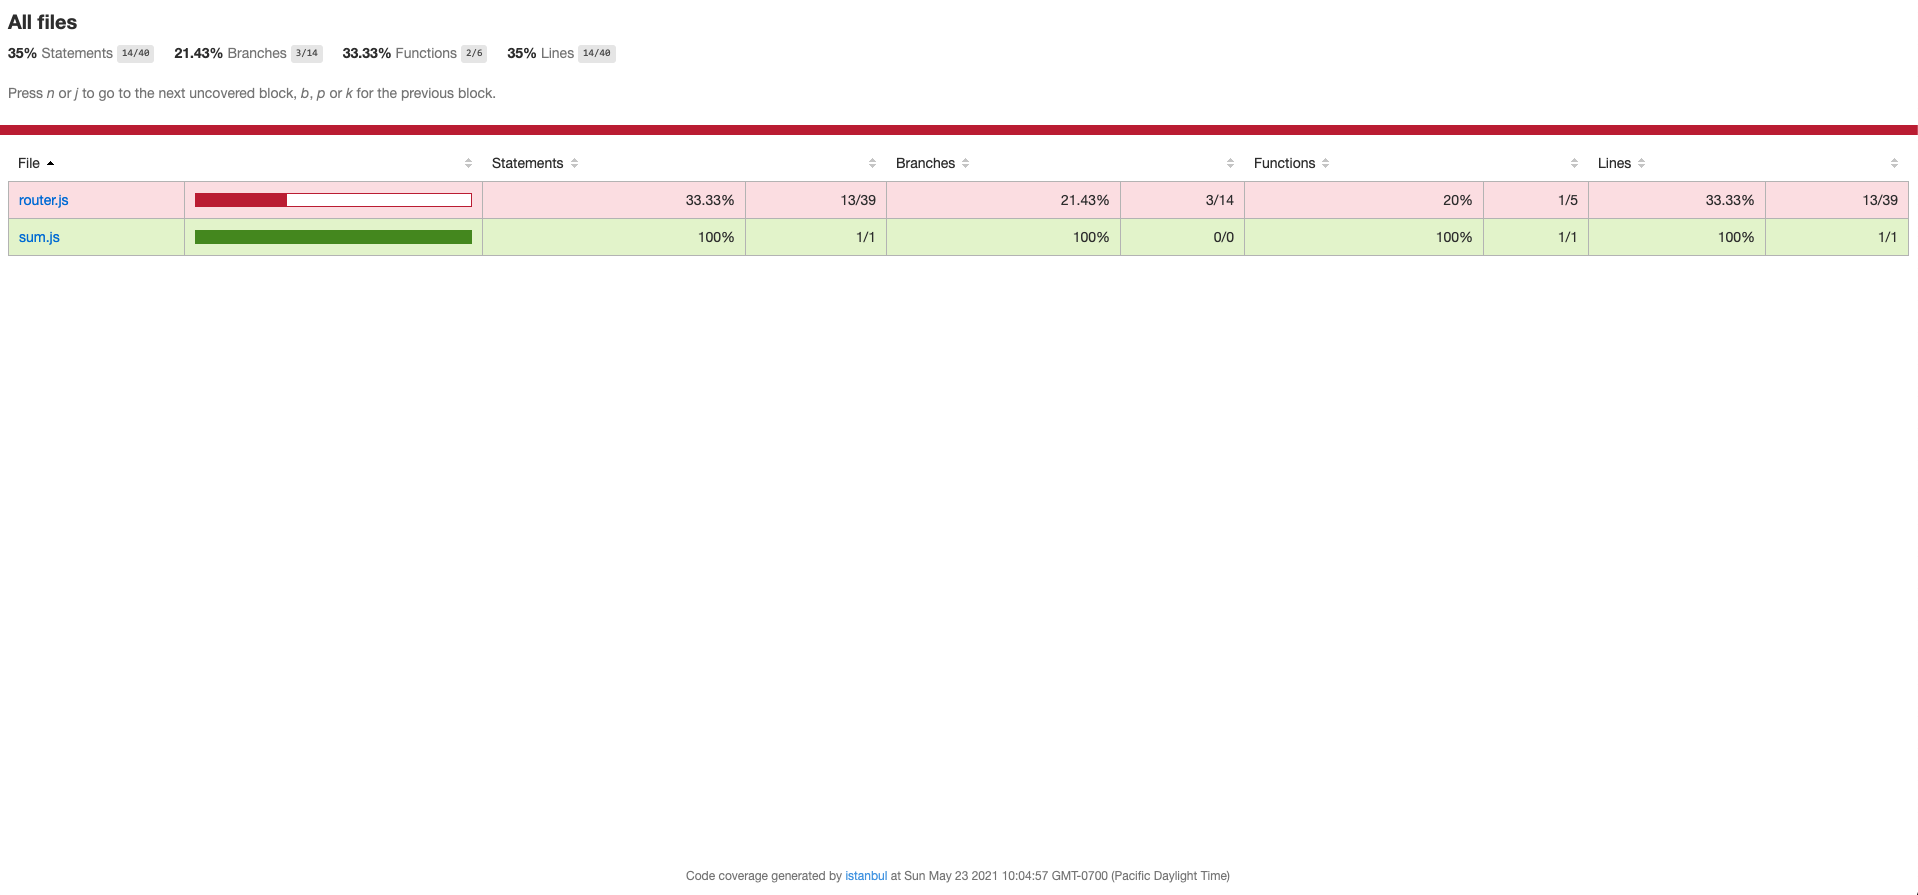 All files
35% Statements 14/40 21.43% Branches 3/14 33.33% Functions 2/6 35% Lines 14/40
Press n or j to go to the next uncovered block, b, p or k for the previous block.
File Statements Branches Functions Lines
router.js 33.33% 13/39 21.43% 3/14 20% 1/5 33.33% 13/39
sum.js 100% 1/1 100% 0/0 100% 1/1 100% 1/1
Code coverage generated by istanbul at Sun May 23 2021 10:04:57 GMT-0700 (Pacific Daylight Time)